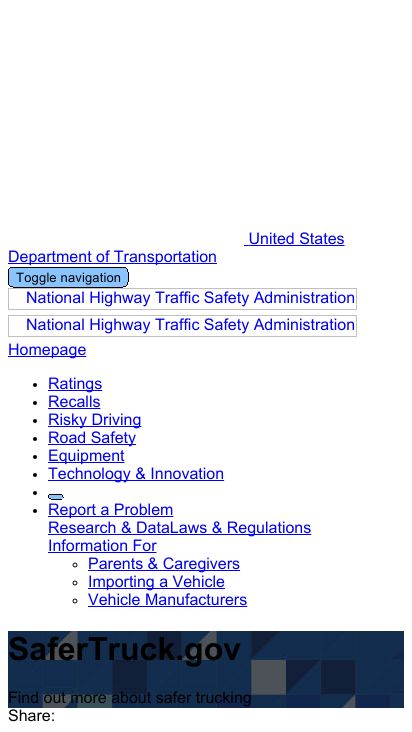 United States
Department of Transportation
Toggle navigation
National Highway Traffic Safety Administration
National Highway Traffic Safety Administration
Homepage
Ratings
Recalls
Risky Driving
Road Safety
Equipment
Technology & Innovation
Report a Problem
Research & DataLaws & Regulations
Information For
Parents & Caregivers
Importing a Vehicle
Vehicle Manufacturers
SaferTruck.gov
Find out more about safer trucking
Share: